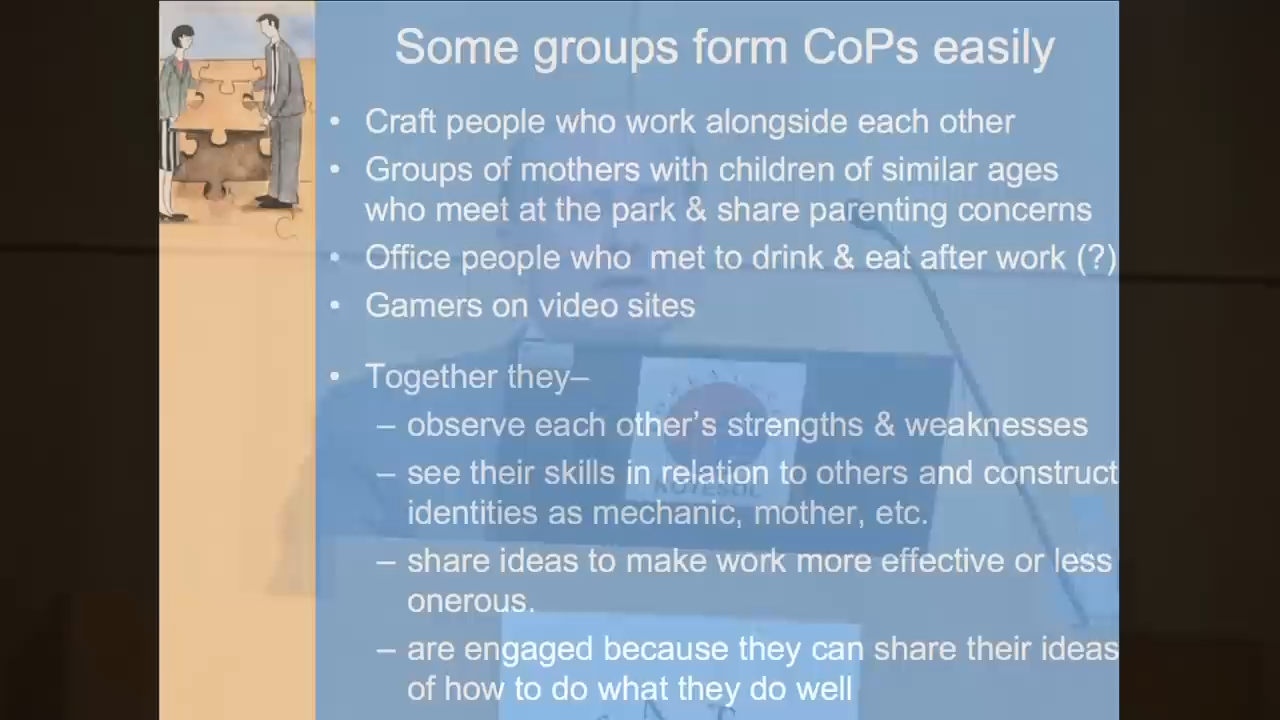 Some groups form CoPs easily
• Craft people who work alongside each other
• Groups of mothers with children of similar ages
who meet at the park & share parenting concerns
• Office people who  met to drink & eat after work (?)
• Gamers on video sites
• Together they–
– observe each other's strengths & weaknesses
– see their skills in relation to others and construct
identities as mechanic, mother, etc.
– share ideas to make work more effective or less
onerous.
– are engaged because they can share their ideas
of how to do what they do well
KOTESOL